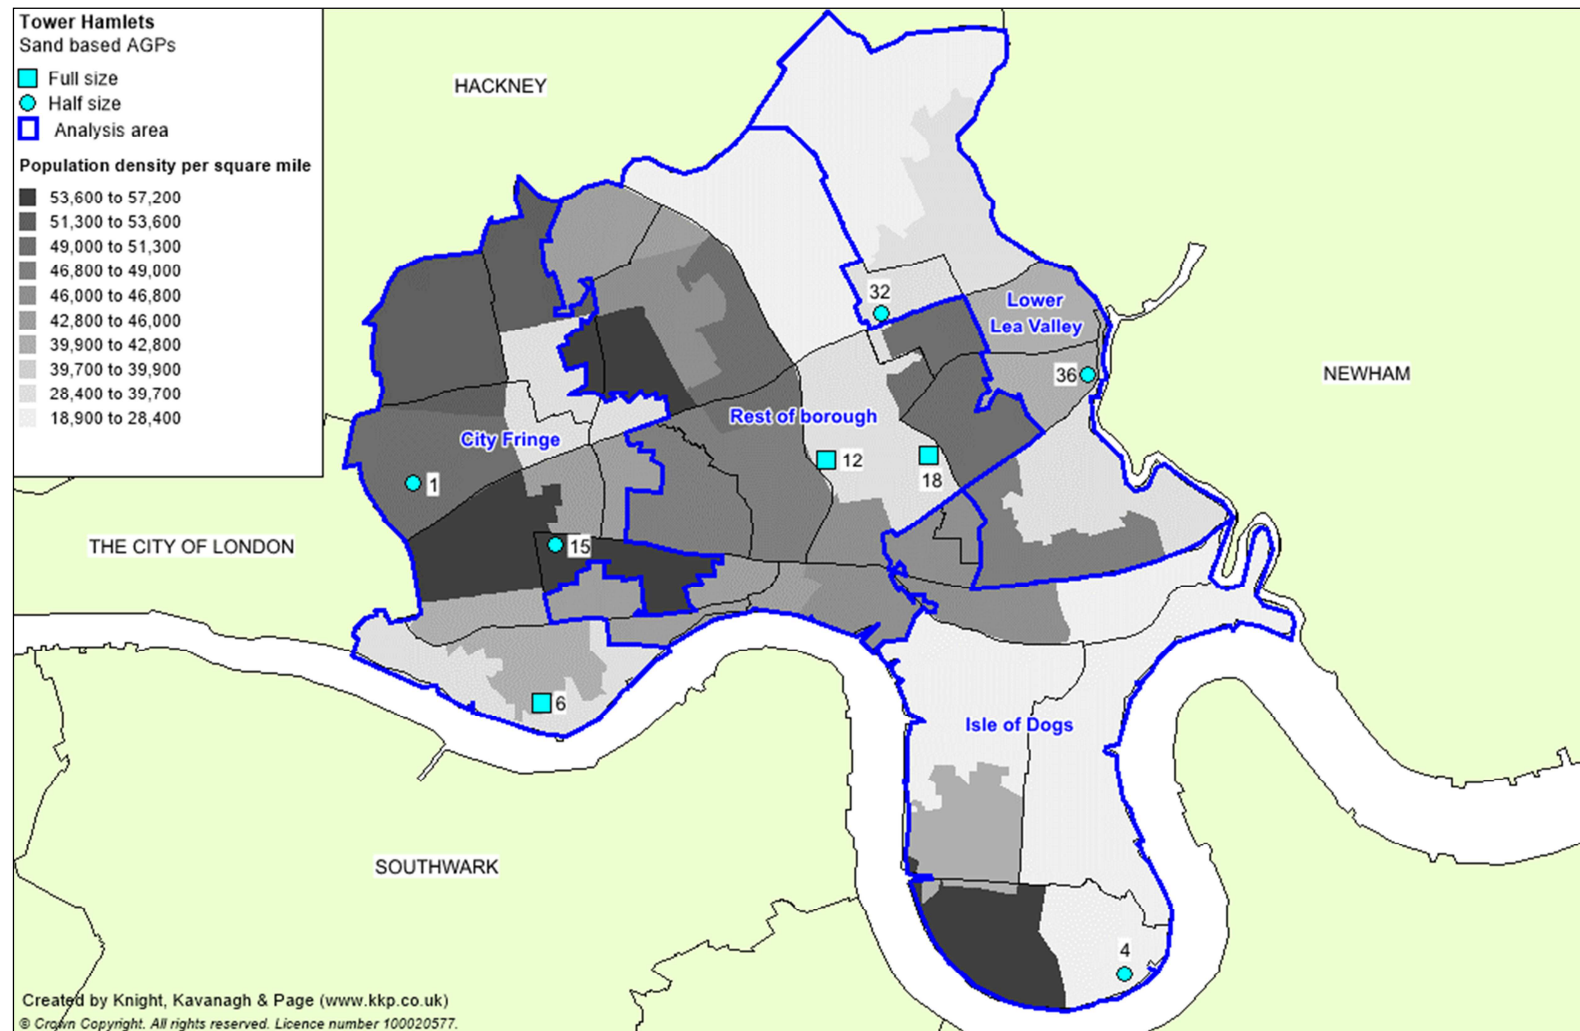 Tower Hamlets
Sand based AGPs
Full size
Half size
Analysis area
Population density per square mile
53,600 to 57,200
51,300 to 53,600
49,000 to 51,300
46,800 to 49,000
46,000 to 46,800
42,800 to 46,000
39,900 to 42,800
39,700 to 39,900
28,400 to 39,700
18,900 to 28,400
HACKNEY
32
Lower
Lea Valley
36
NEWHAM
Rest of borough
City Fringe
12
18
1
THE CITY OF LONDON
15
6
Isle of Dogs
SOUTHWARK
4
Created by Knight, Kavanagh & Page (www.kkp.co.uk)
© Crown Copyright. All rights reserved. Licence number 100020577.